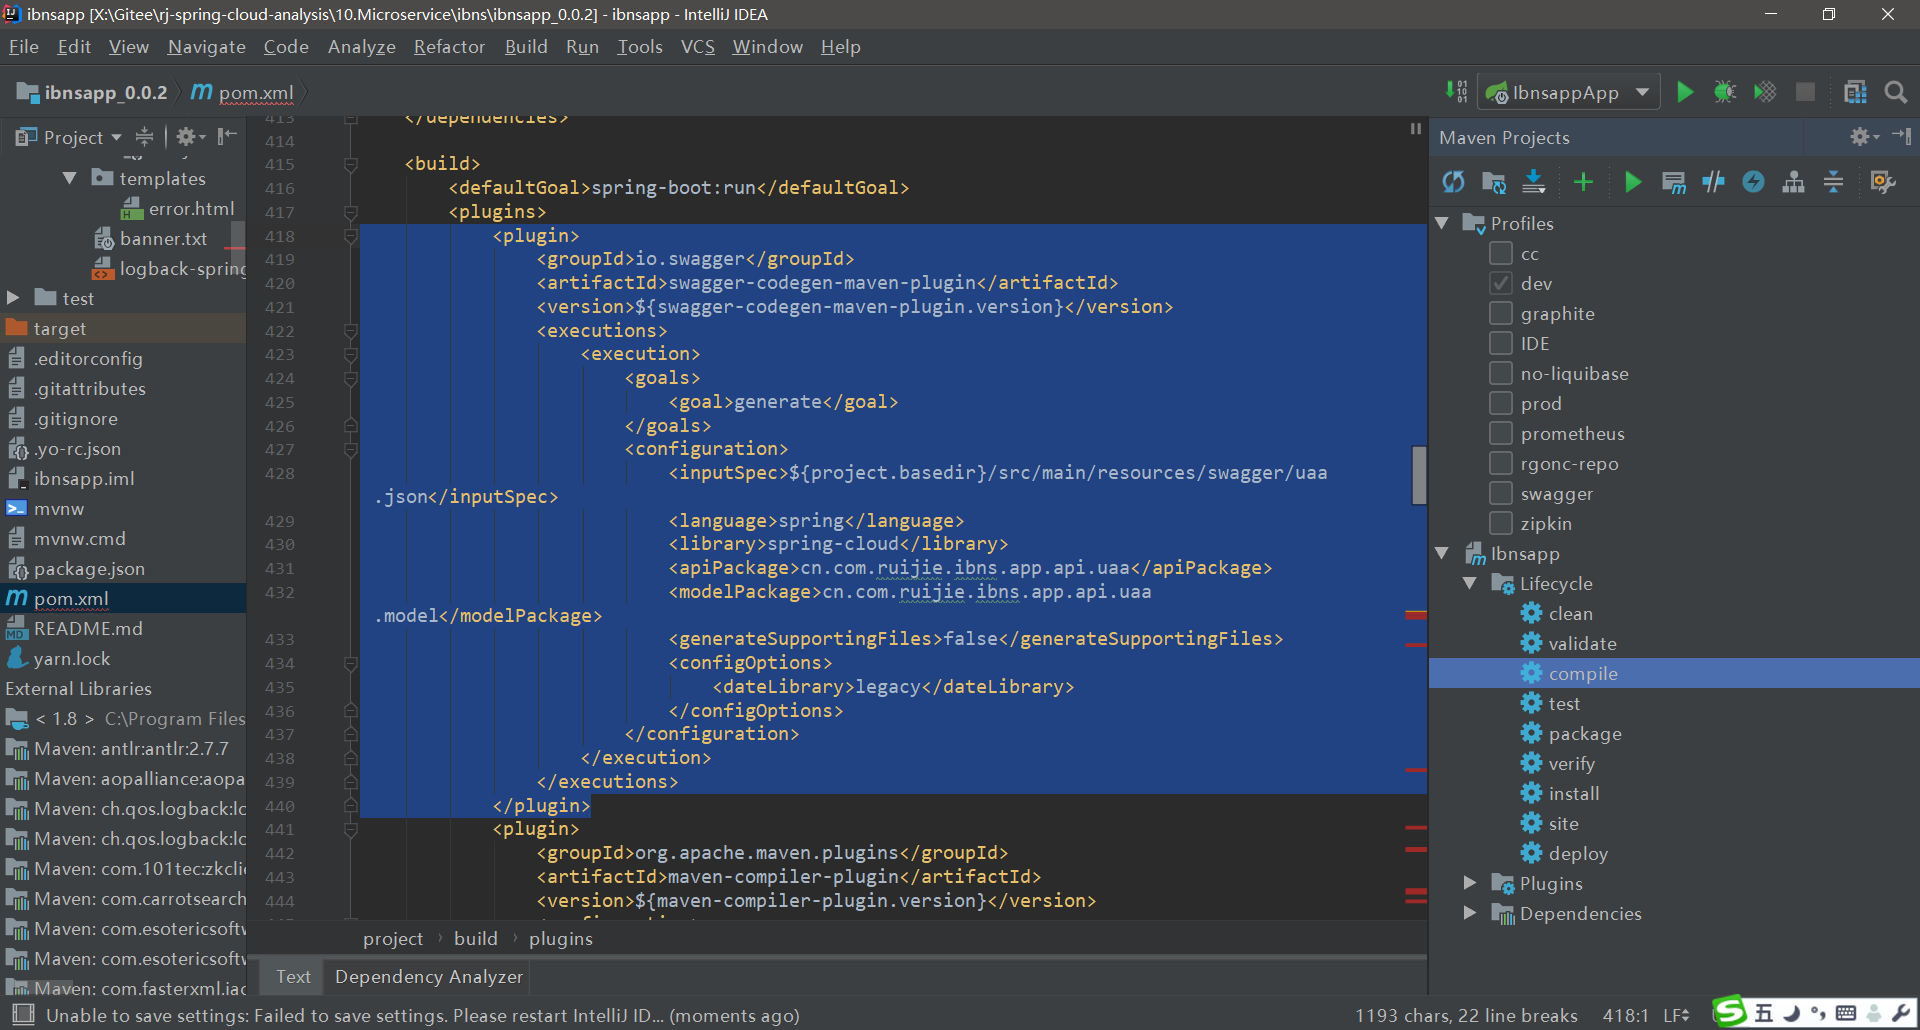 ibnsapp [X:\Gitee\rj-spring-cloud-analysis\10.Microservice\ibns\ibnsapp_0.0.2] - ibnsapp - IntelliJ IDEA
File Edit View Navigate Code Analyze Refactor Build Run Tools VCS Window Help
ibnsapp_0.0.2 pom.xml
IbnsappApp
Project
templates
error.html
banner.txt
logback-spring
test
target
.editorconfig
.gitattributes
.gitignore
.yo-rc.json
ibnsapp.iml
mvnw
mvnw.cmd
package.json
pom.xml
README.md
yarn.lock
External Libraries
< 1.8 > C:\Program Files
Maven: antlr:antlr:2.7.7
Maven: aopalliance:aopa
Maven: ch.qos.logback:lc
Maven: ch.qos.logback:lc
Maven: com.101tec:zkcli
Maven: com.carrotsearch
Maven: com.esotericsoftw
Maven: com.esotericsoftw
Maven: com.fasterxml.jac
413 </dependencies>
414
415 <build>
416 <defaultGoal>spring-boot:run</defaultGoal>
417 <plugins>
418 <plugin>
419 <groupId>io.swagger</groupId>
420 <artifactId>swagger-codegen-maven-plugin</artifactId>
421 <version>${swagger-codegen-maven-plugin.version}</version>
422 <executions>
423 <execution>
424 <goals>
425 <goal>generate</goal>
426 </goals>
427 <configuration>
428 <inputSpec>${project.basedir}/src/main/resources/swagger/uaa
.json</inputSpec>
429 <language>spring</language>
430 <library>spring-cloud</library>
431 <apiPackage>cn.com.ruijie.ibns.app.api.uaa</apiPackage>
432 <modelPackage>cn.com.ruijie.ibns.app.api.uaa
.model</modelPackage>
433 <generateSupportingFiles>false</generateSupportingFiles>
434 <configOptions>
435 <dateLibrary>legacy</dateLibrary>
436 </configOptions>
437 </configuration>
438 </execution>
439 </executions>
440 </plugin>
441 <plugin>
442 <groupId>org.apache.maven.plugins</groupId>
443 <artifactId>maven-compiler-plugin</artifactId>
444 <version>${maven-compiler-plugin.version}</version>
project build plugins
Text Dependency Analyzer
Maven Projects
Profiles
cc
dev
graphite
IDE
no-liquibase
prod
prometheus
rgonc-repo
swagger
zipkin
Ibnsapp
Lifecycle
clean
validate
compile
test
package
verify
install
site
deploy
Plugins
Dependencies
Unable to save settings: Failed to save settings. Please restart IntelliJ ID... (moments ago)
1193 chars, 22 line breaks 418:1 LF
五